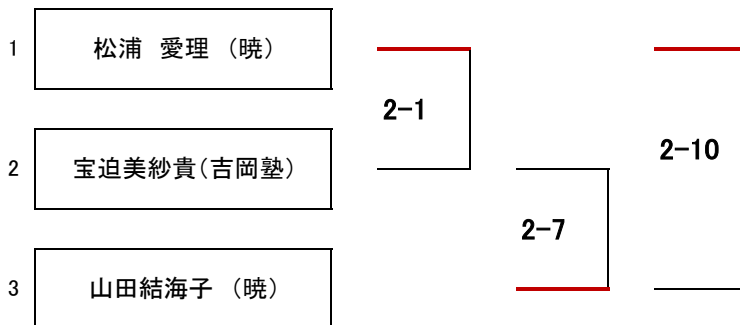 1 松浦　愛理　（暁）
2-1
2 宝迫美紗貴（吉岡塾）
2-10
2-7
3 山田結海子　（暁）